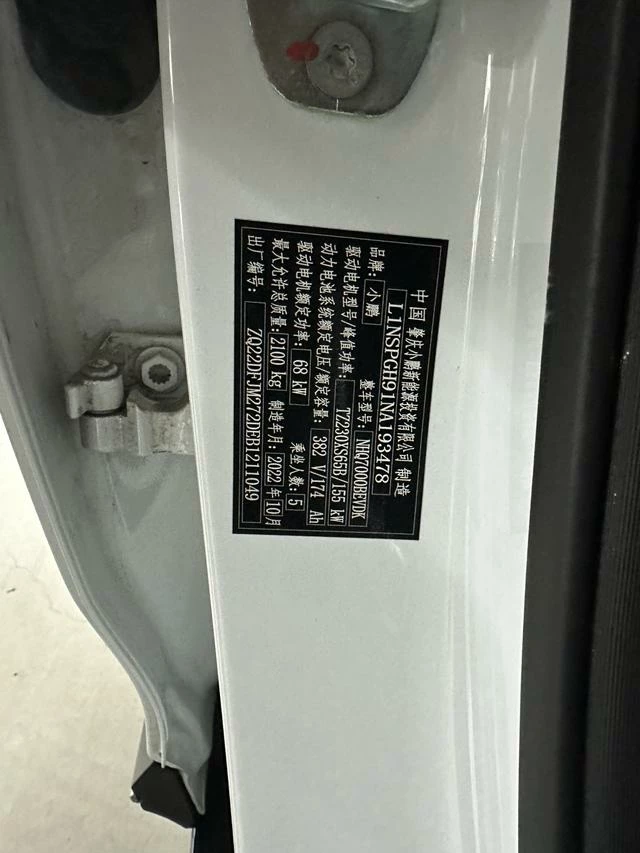 中国 肇庆小鹏新能源投资有限公司 制造
L1NSPGH91NA193478
品牌: 小鹏 整车型号: NHQ7000BEVDK
驱动电机型号/峰值功率: TZ230XS65B/155 kW
动力电池系统额定电压/额定容量: 382 V/174 Ah
驱动电机额定功率: 68 kW 乘坐人数: 5
最大允许总质量: 2100 kg 制造年月: 2022年10月
出厂编号: ZQ22DFJM272DEB1211049